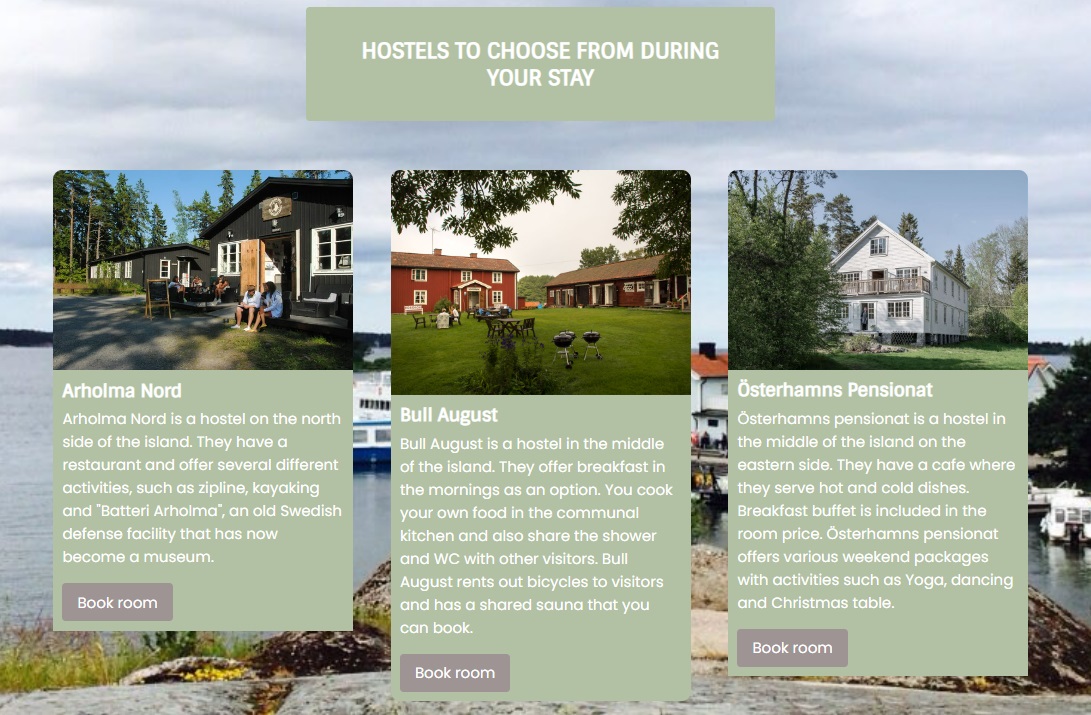 HOSTELS TO CHOOSE FROM DURING
YOUR STAY
Arholma Nord
Arholma Nord is a hostel on the north
side of the island. They have a
restaurant and offer several different
activities, such as zipline, kayaking
and "Batteri Arholma", an old Swedish
defense facility that has now
become a museum.
Book room
Bull August
Bull August is a hostel in the middle
of the island. They offer breakfast in
the mornings as an option. You cook
your own food in the communal
kitchen and also share the shower
and WC with other visitors. Bull
August rents out bicycles to visitors
and has a shared sauna that you
can book.
Book room
Österhamns Pensionat
Österhamns pensionat is a hostel in
the middle of the island on the
eastern side. They have a cafe where
they serve hot and cold dishes.
Breakfast buffet is included in the
room price. Österhamns pensionat
offers various weekend packages
with activities such as Yoga, dancing
and Christmas table.
Book room